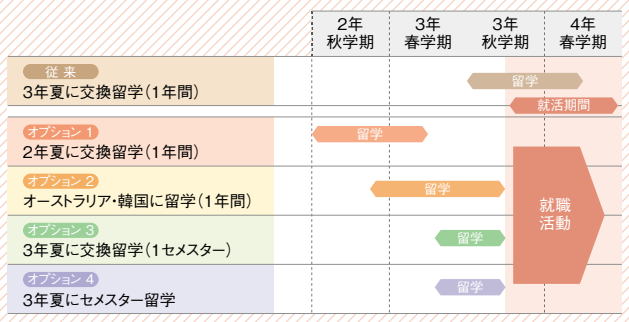 2年 3年 3年 4年
秋学期 春学期 秋学期 春学期
従来
3年夏に交換留学(1年間)
留学
就活期間
オプション 1
2年夏に交換留学(1年間)
留学
オプション 2
オーストラリア・韓国に留学(1年間)
留学
オプション 3
3年夏に交換留学(1セメスター)
留学
オプション 4
3年夏にセメスター留学
留学
就職
活動